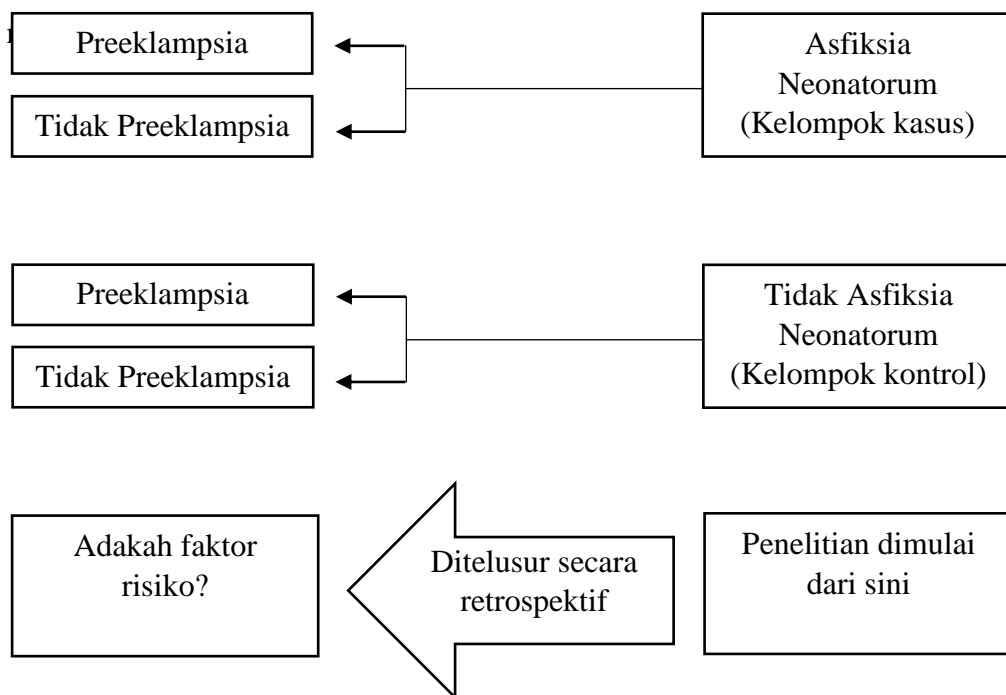 Preeklampsia
Tidak Preeklampsia
Asfiksia
Neonatorum
(Kelompok kasus)
Preeklampsia
Tidak Preeklampsia
Tidak Asfiksia
Neonatorum
(Kelompok kontrol)
Adakah faktor
risiko?
Ditelusur secara
retrospektif
Penelitian dimulai
dari sini